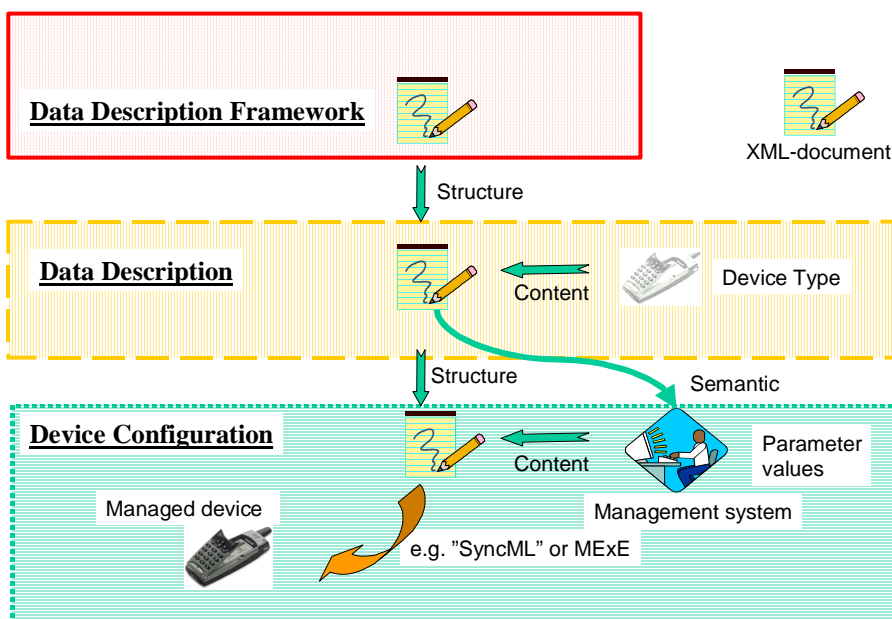 Data Description Framework
XML-document
Structure
Data Description
Content
Device Type
Structure
Semantic
Device Configuration
Content
Parameter
values
Managed device
Management system
e.g. ”SyncML” or MExE